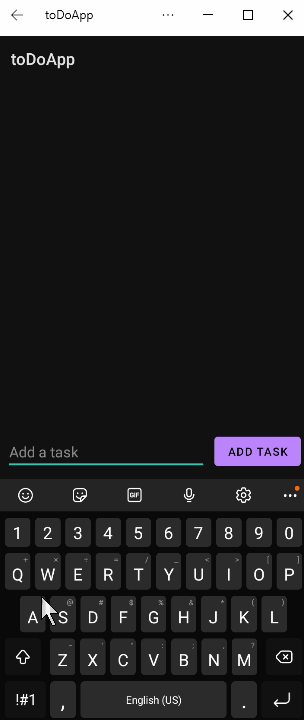 toDoApp
toDoApp
Add a task ADD TASK
GIF
1 2 3 4 5 6 7 8 9 0
Q W E R T Y U I O P
A S D F G H J K L
Z X C V B N M
!#1 , English (US) .